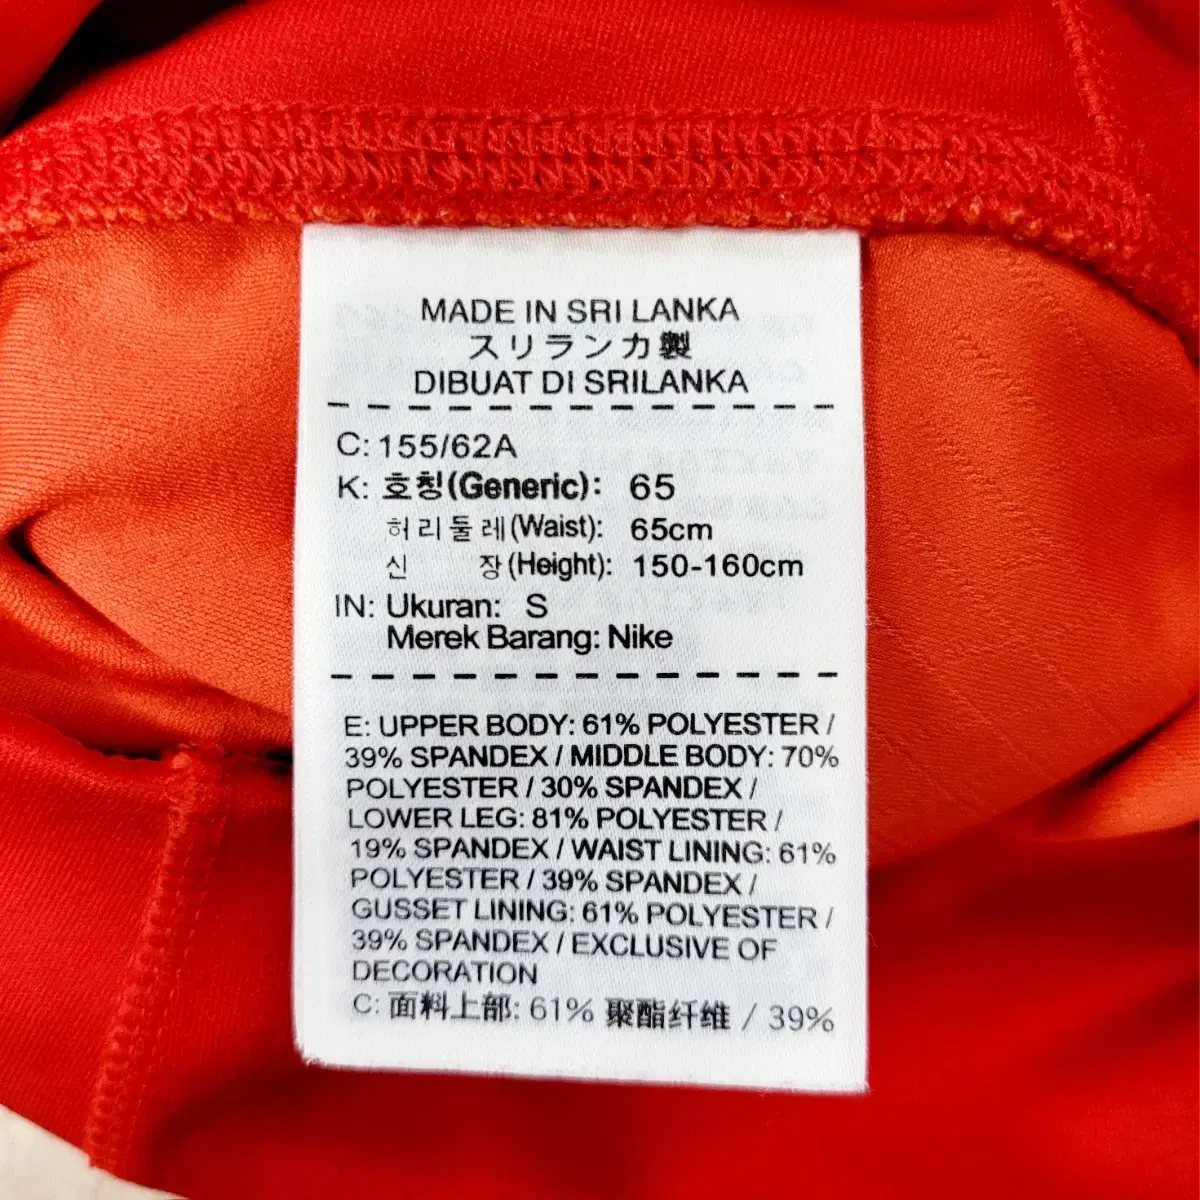 MADE IN SRI LANKA
スリランカ製
DIBUAT DI SRILANKA
C: 155/62A
K: 호칭(Generic): 65
허리둘레(Waist): 65cm
신 장(Height): 150-160cm
IN: Ukuran: S
Merek Barang: Nike
E: UPPER BODY: 61% POLYESTER /
39% SPANDEX / MIDDLE BODY: 70%
POLYESTER / 30% SPANDEX /
LOWER LEG: 81% POLYESTER /
19% SPANDEX / WAIST LINING: 61%
POLYESTER / 39% SPANDEX /
GUSSET LINING: 61% POLYESTER /
39% SPANDEX / EXCLUSIVE OF
DECORATION
C: 面料上部: 61% 聚酯纤维 / 39%